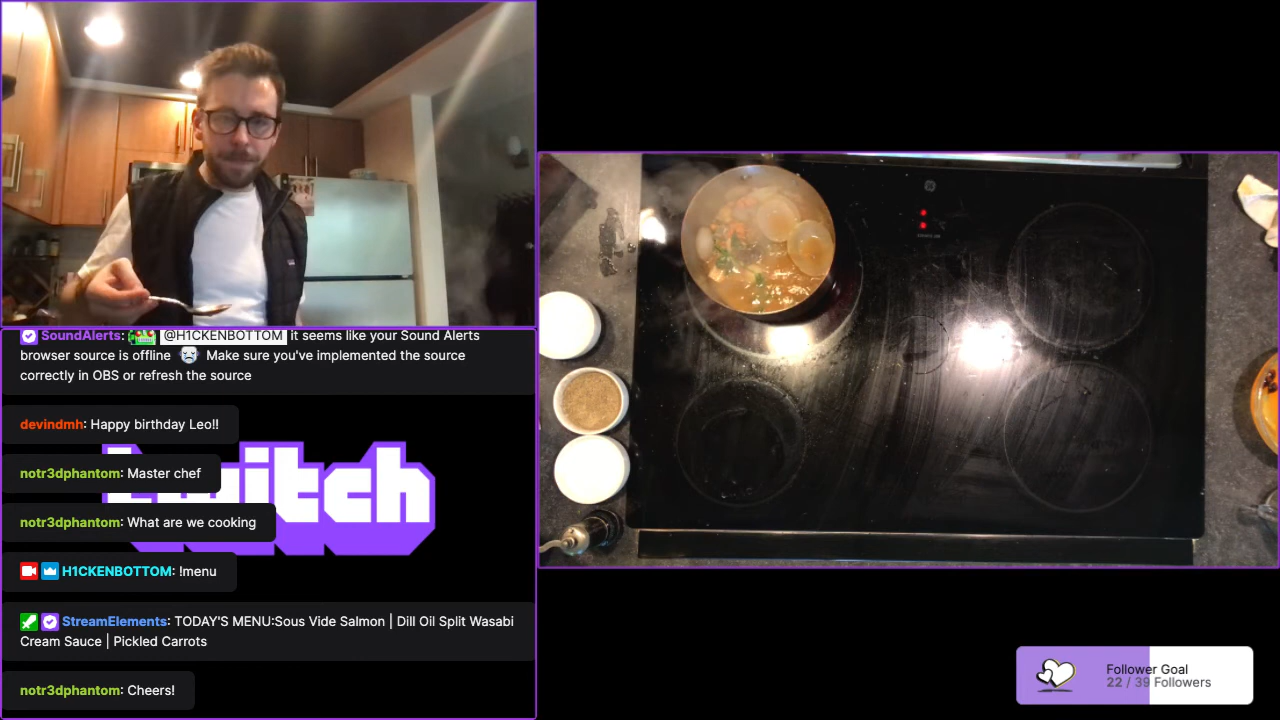 SoundAlerts: @H1CKENBOTTOM it seems like your Sound Alerts
browser source is offline Make sure you've implemented the source
correctly in OBS or refresh the source
devindmh: Happy birthday Leo!!
notr3dphantom: Master chef
notr3dphantom: What are we cooking
H1CKENBOTTOM: !menu
StreamElements: TODAY'S MENU:Sous Vide Salmon | Dill Oil Split Wasabi
Cream Sauce | Pickled Carrots
notr3dphantom: Cheers!
twitch
Follower Goal
22 / 39 Followers